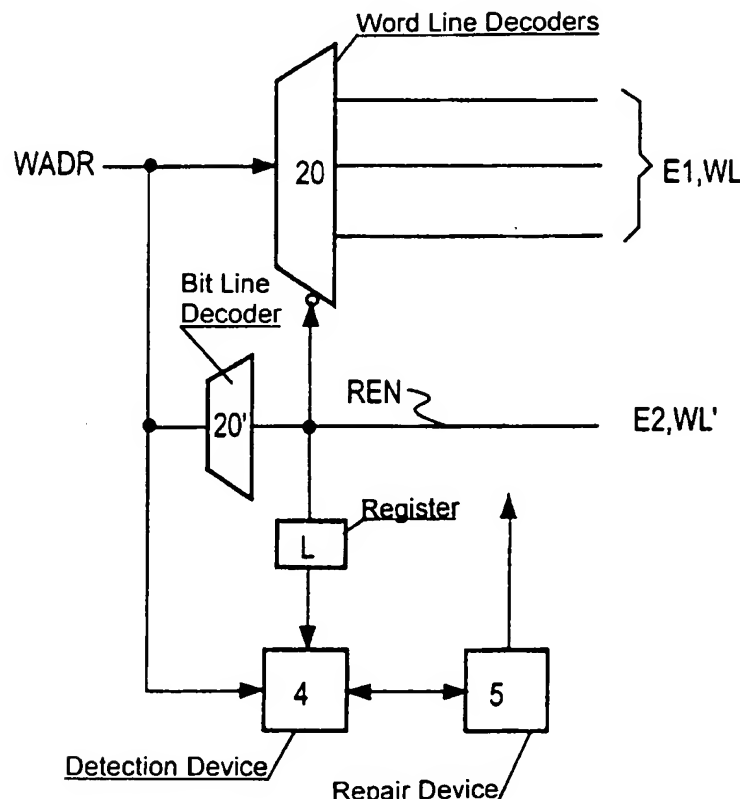 Word Line Decoders
WADR
20
E1,WL
Bit Line
Decoder
20'
REN
E2,WL'
Register
L
4
5
Detection Device
Repair Device